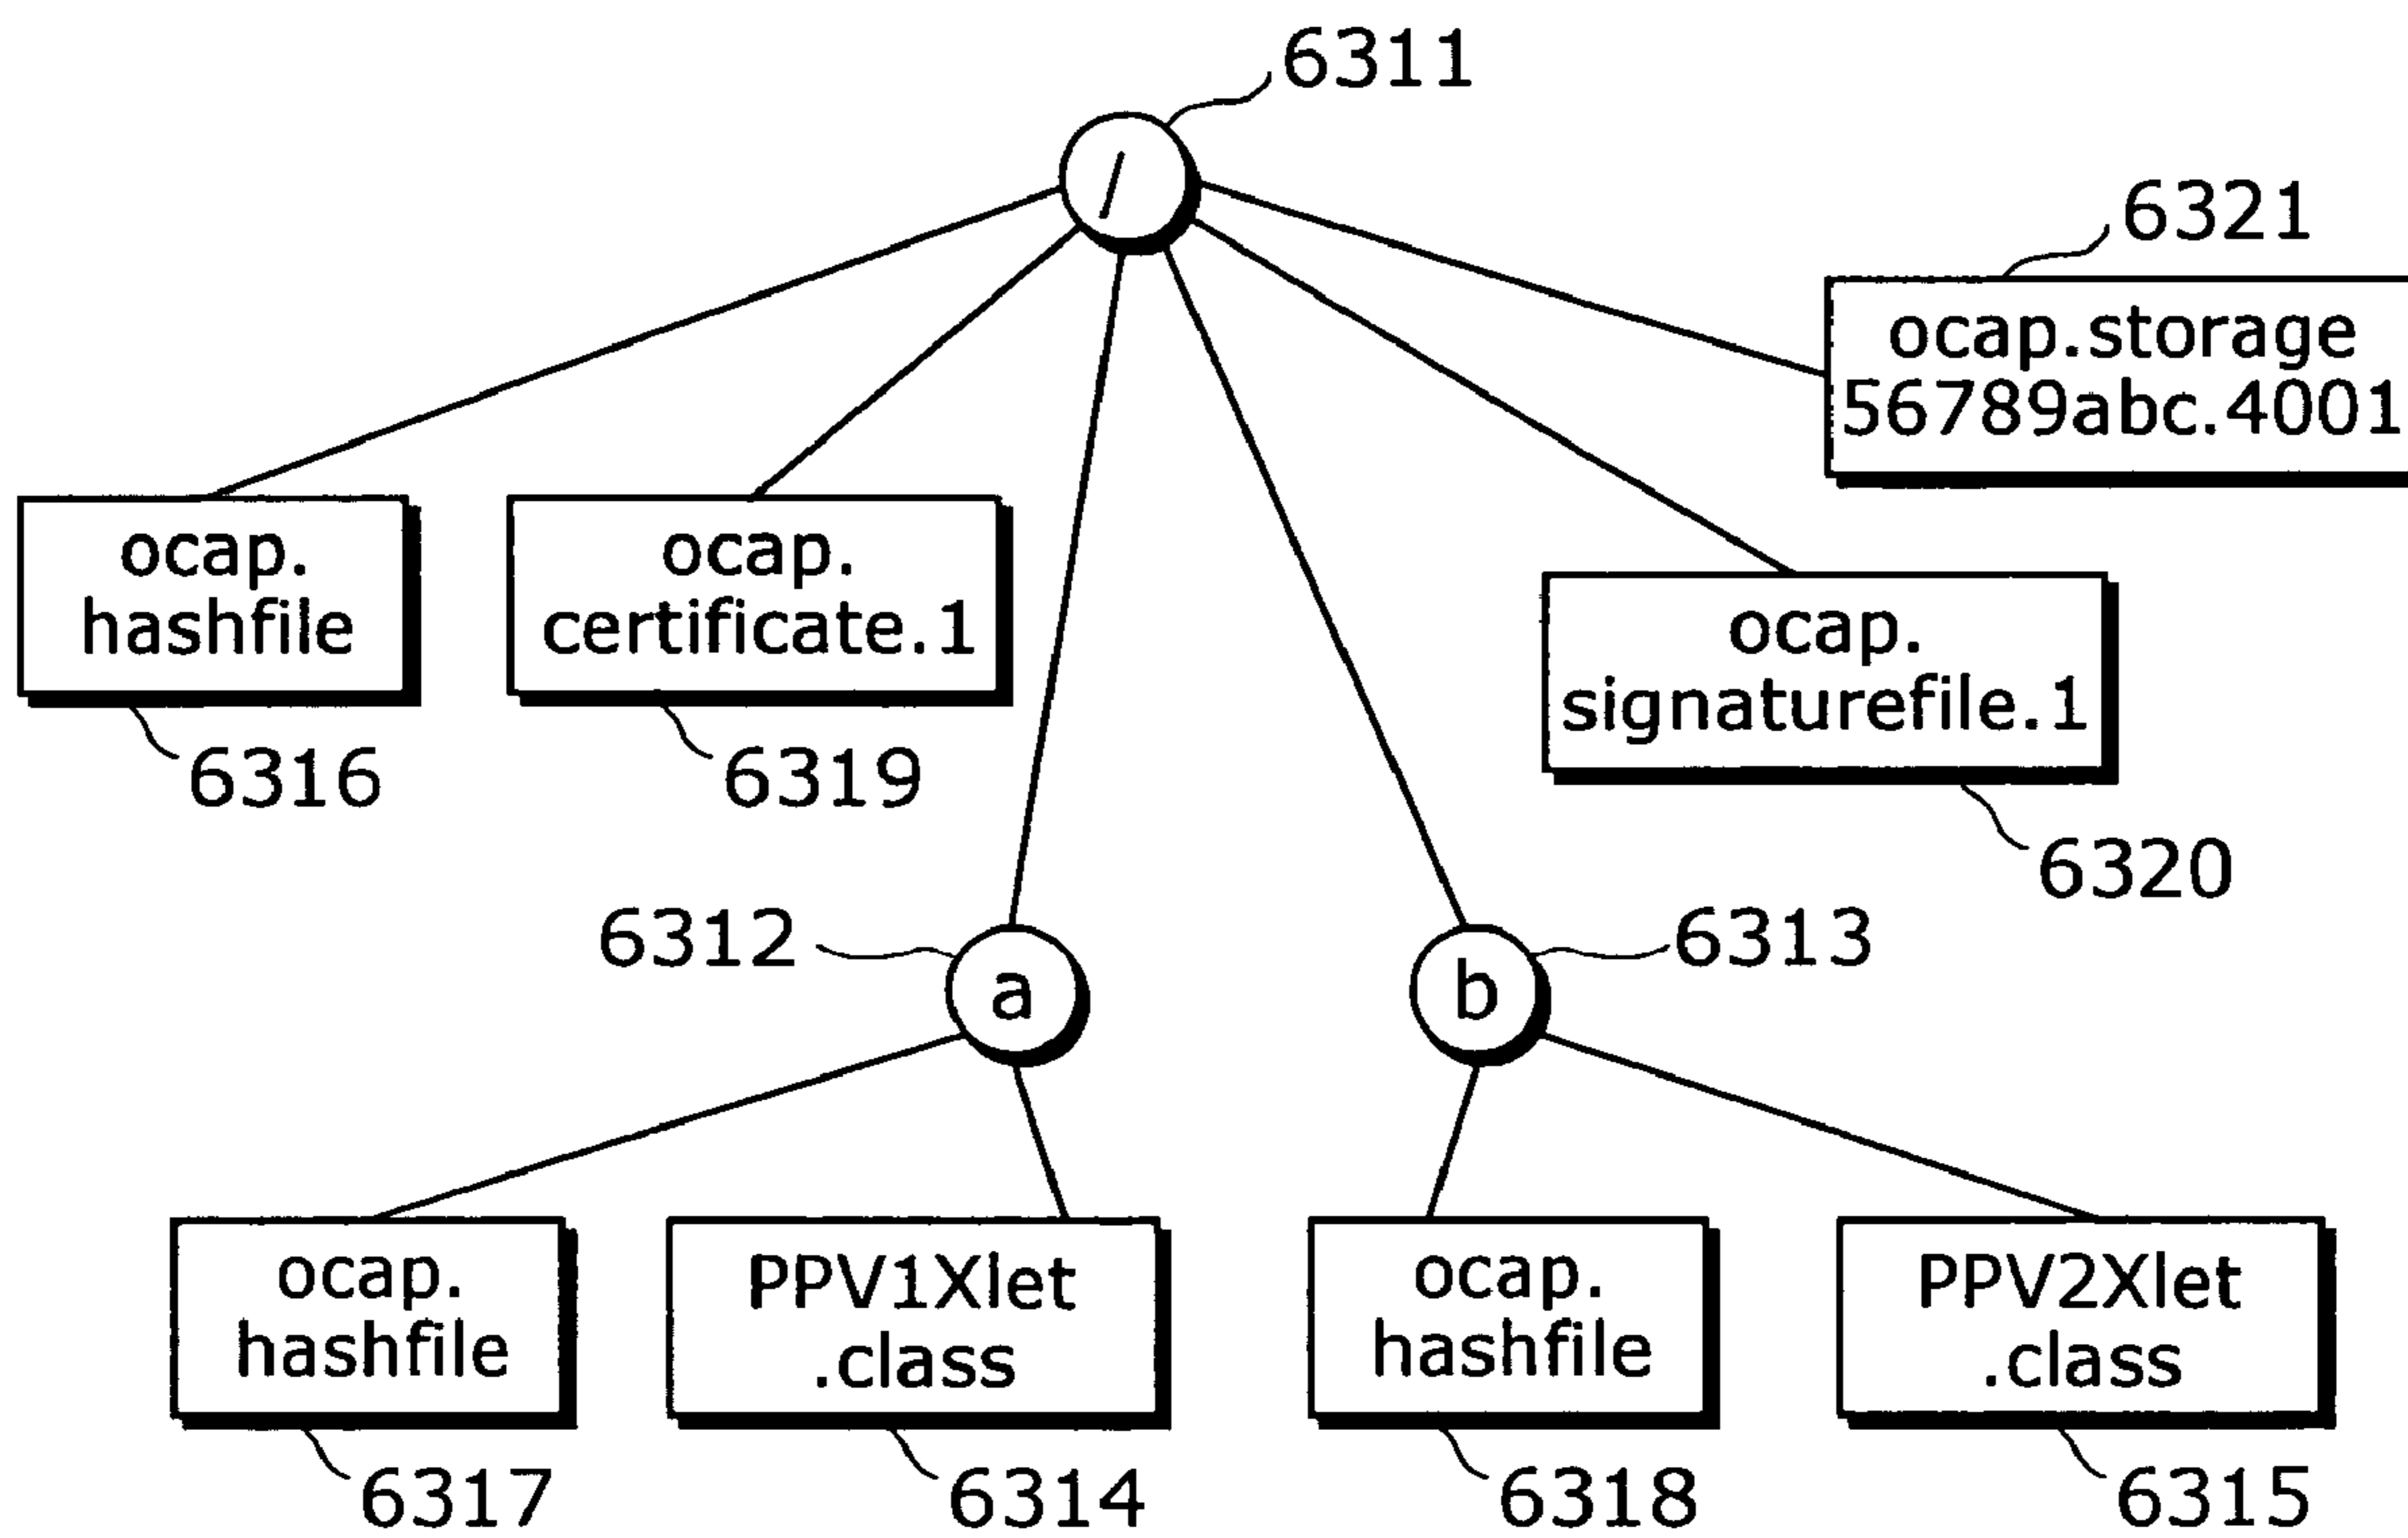 6311
/
6321
ocap.storage
56789abc.4001
ocap.
hashfile
6316
ocap.
certificate.1
6319
ocap.
signaturefile.1
6320
6312
a
6313
b
ocap.
hashfile
6317
PPV1Xlet
.class
6314
ocap.
hashfile
6318
PPV2Xlet
.class
6315